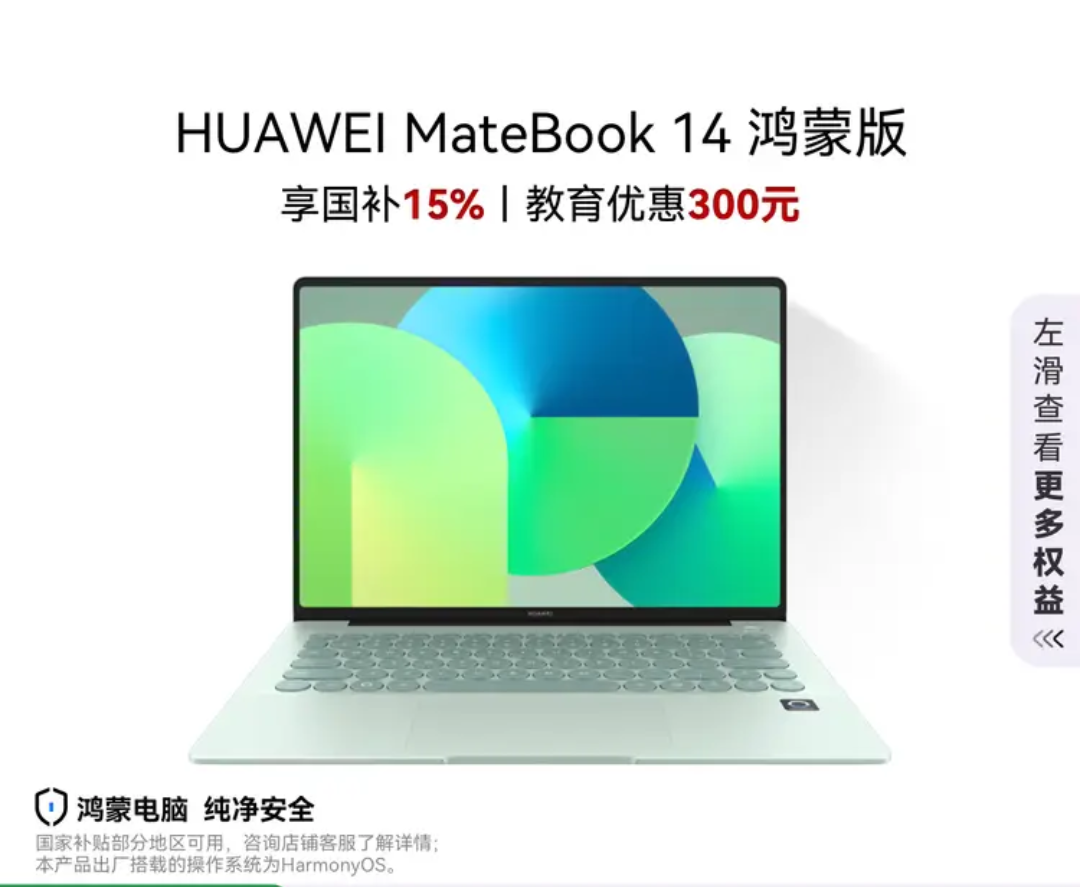 HUAWEI MateBook 14 鸿蒙版
享国补15%丨教育优惠300元
左滑查看更多权益
HUAWEI
鸿蒙电脑 纯净安全
国家补贴部分地区可用，咨询店铺客服了解详情；
本产品出厂搭载的操作系统为HarmonyOS。